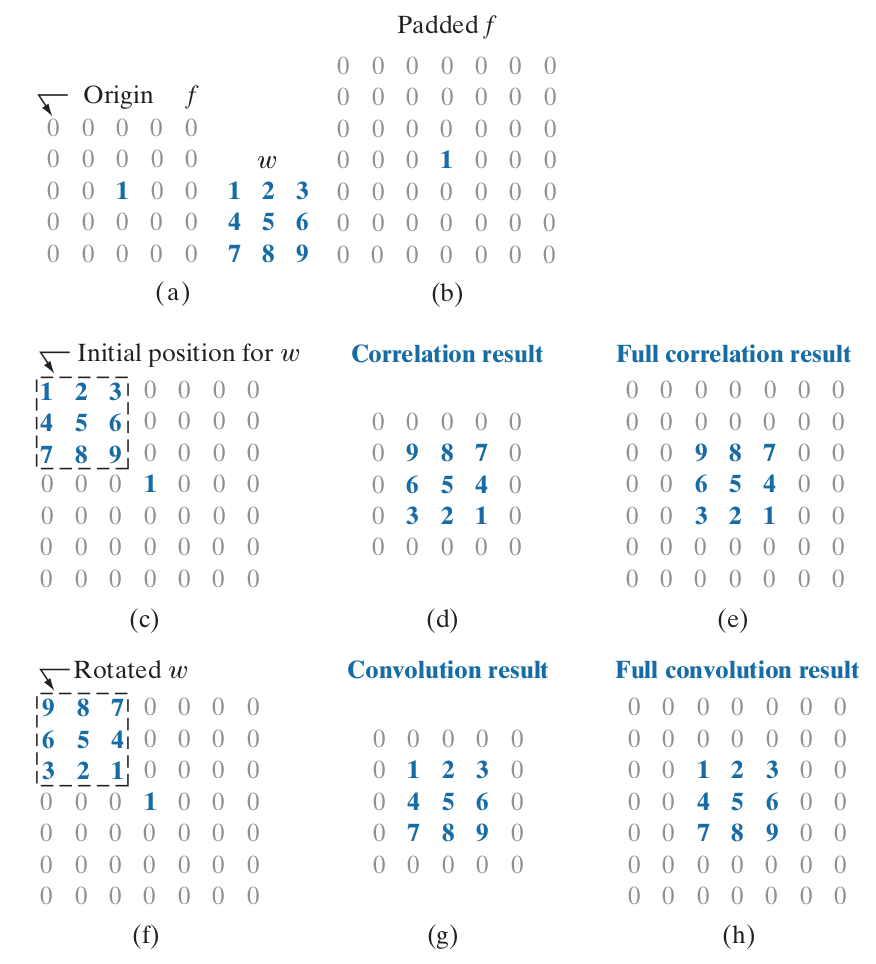 Padded f
0 0 0 0 0 0 0
Origin f 0 0 0 0 0 0 0
0 0 0 0 0 0 0 0 0 0 0 0
0 0 0 0 0 w 0 0 0 1 0 0 0
0 0 1 0 0 1 2 3 0 0 0 0 0 0 0
0 0 0 0 0 4 5 6 0 0 0 0 0 0 0
0 0 0 0 0 7 8 9 0 0 0 0 0 0 0
(a) (b)
Initial position for w Correlation result Full correlation result
1 2 3 0 0 0 0 0 0 0 0 0 0 0
4 5 6 0 0 0 0 0 0 0 0 0 0 0 0 0 0 0 0
7 8 9 0 0 0 0 0 9 8 7 0 0 0 9 8 7 0 0
0 0 0 1 0 0 0 0 6 5 4 0 0 0 6 5 4 0 0
0 0 0 0 0 0 0 0 3 2 1 0 0 0 3 2 1 0 0
0 0 0 0 0 0 0 0 0 0 0 0 0 0 0 0 0 0 0
0 0 0 0 0 0 0 0 0 0 0 0 0 0
(c) (d) (e)
Rotated w Convolution result Full convolution result
9 8 7 0 0 0 0 0 0 0 0 0 0 0
6 5 4 0 0 0 0 0 0 0 0 0 0 0 0 0 0 0 0
3 2 1 0 0 0 0 0 1 2 3 0 0 0 1 2 3 0 0
0 0 0 1 0 0 0 0 4 5 6 0 0 0 4 5 6 0 0
0 0 0 0 0 0 0 0 7 8 9 0 0 0 7 8 9 0 0
0 0 0 0 0 0 0 0 0 0 0 0 0 0 0 0 0 0 0
0 0 0 0 0 0 0 0 0 0 0 0 0 0
(f) (g) (h)